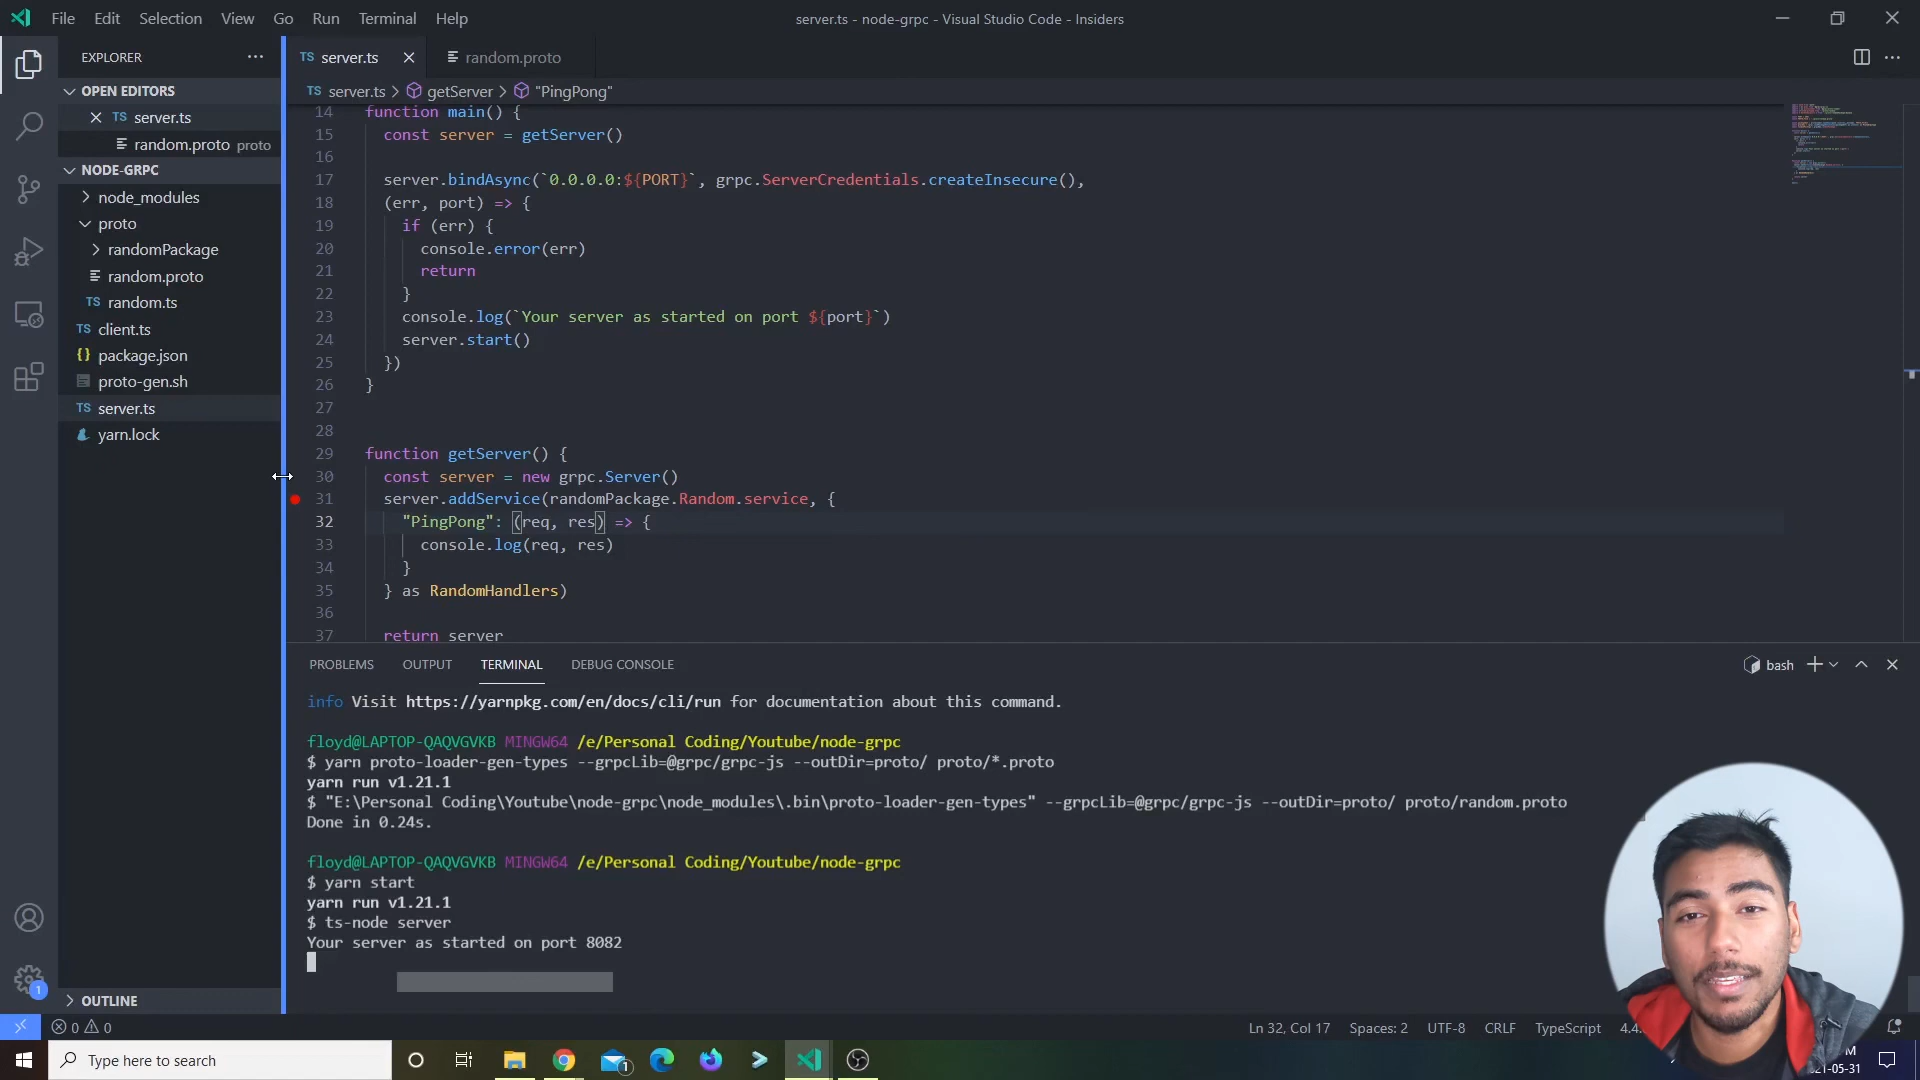 File Edit Selection View Go Run Terminal Help
server.ts - node-grpc - Visual Studio Code - Insiders
EXPLORER
OPEN EDITORS
TS server.ts
random.proto proto
NODE-GRPC
node_modules
proto
randomPackage
random.proto
TS random.ts
TS client.ts
{} package.json
proto-gen.sh
TS server.ts
yarn.lock
OUTLINE
TS server.ts
random.proto
TS server.ts > getServer > "PingPong"
14 function main() {
15 const server = getServer()
16
17 server.bindAsync(`0.0.0.0:${PORT}`, grpc.ServerCredentials.createInsecure(),
18 (err, port) => {
19 if (err) {
20 console.error(err)
21 return
22 }
23 console.log(`Your server as started on port ${port}`)
24 server.start()
25 })
26 }
27
28
29 function getServer() {
30 const server = new grpc.Server()
31 server.addService(randomPackage.Random.service, {
32 "PingPong": (req, res) => {
33 console.log(req, res)
34 }
35 } as RandomHandlers)
36
37 return server
PROBLEMS OUTPUT TERMINAL DEBUG CONSOLE
bash
info Visit https://yarnpkg.com/en/docs/cli/run for documentation about this command.
floyd@LAPTOP-QAQVGVKB MINGW64 /e/Personal Coding/Youtube/node-grpc
$ yarn proto-loader-gen-types --grpcLib=@grpc/grpc-js --outDir=proto/ proto/*.proto
yarn run v1.21.1
$ "E:\Personal Coding\Youtube\node-grpc\node_modules\.bin\proto-loader-gen-types" --grpcLib=@grpc/grpc-js --outDir=proto/ proto/random.proto
Done in 0.24s.
floyd@LAPTOP-QAQVGVKB MINGW64 /e/Personal Coding/Youtube/node-grpc
$ yarn start
yarn run v1.21.1
$ ts-node server
Your server as started on port 8082
1
0 0
Ln 32, Col 17 Spaces: 2 UTF-8 CRLF TypeScript 4.4.
Type here to search
1
M
021-05-31